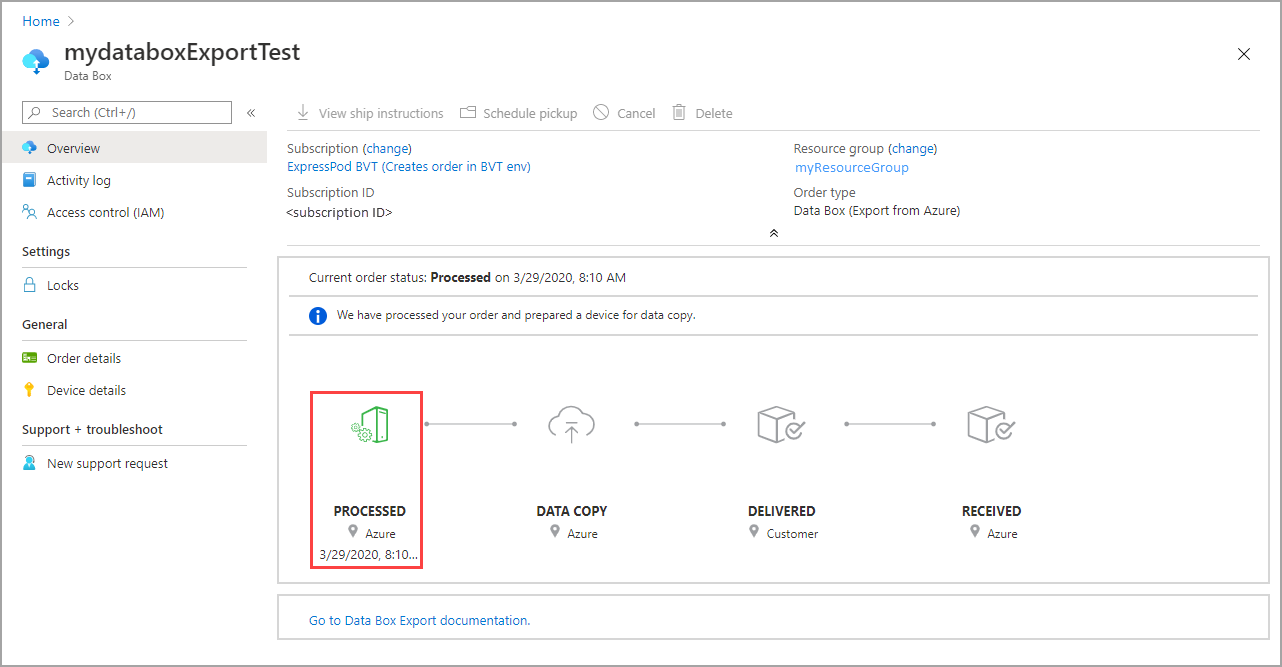 Home >
mydataboxExportTest
Data Box
Search (Ctrl+/)
«
View ship instructions Schedule pickup Cancel Delete
Overview
Activity log
Access control (IAM)
Settings
Locks
General
Order details
Device details
Support + troubleshoot
New support request
Subscription (change)
ExpressPod BVT (Creates order in BVT env)
Subscription ID
<subscription ID>
Resource group (change)
myResourceGroup
Order type
Data Box (Export from Azure)
Current order status: Processed on 3/29/2020, 8:10 AM
We have processed your order and prepared a device for data copy.
PROCESSED
Azure
3/29/2020, 8:10...
DATA COPY
Azure
DELIVERED
Customer
RECEIVED
Azure
Go to Data Box Export documentation.